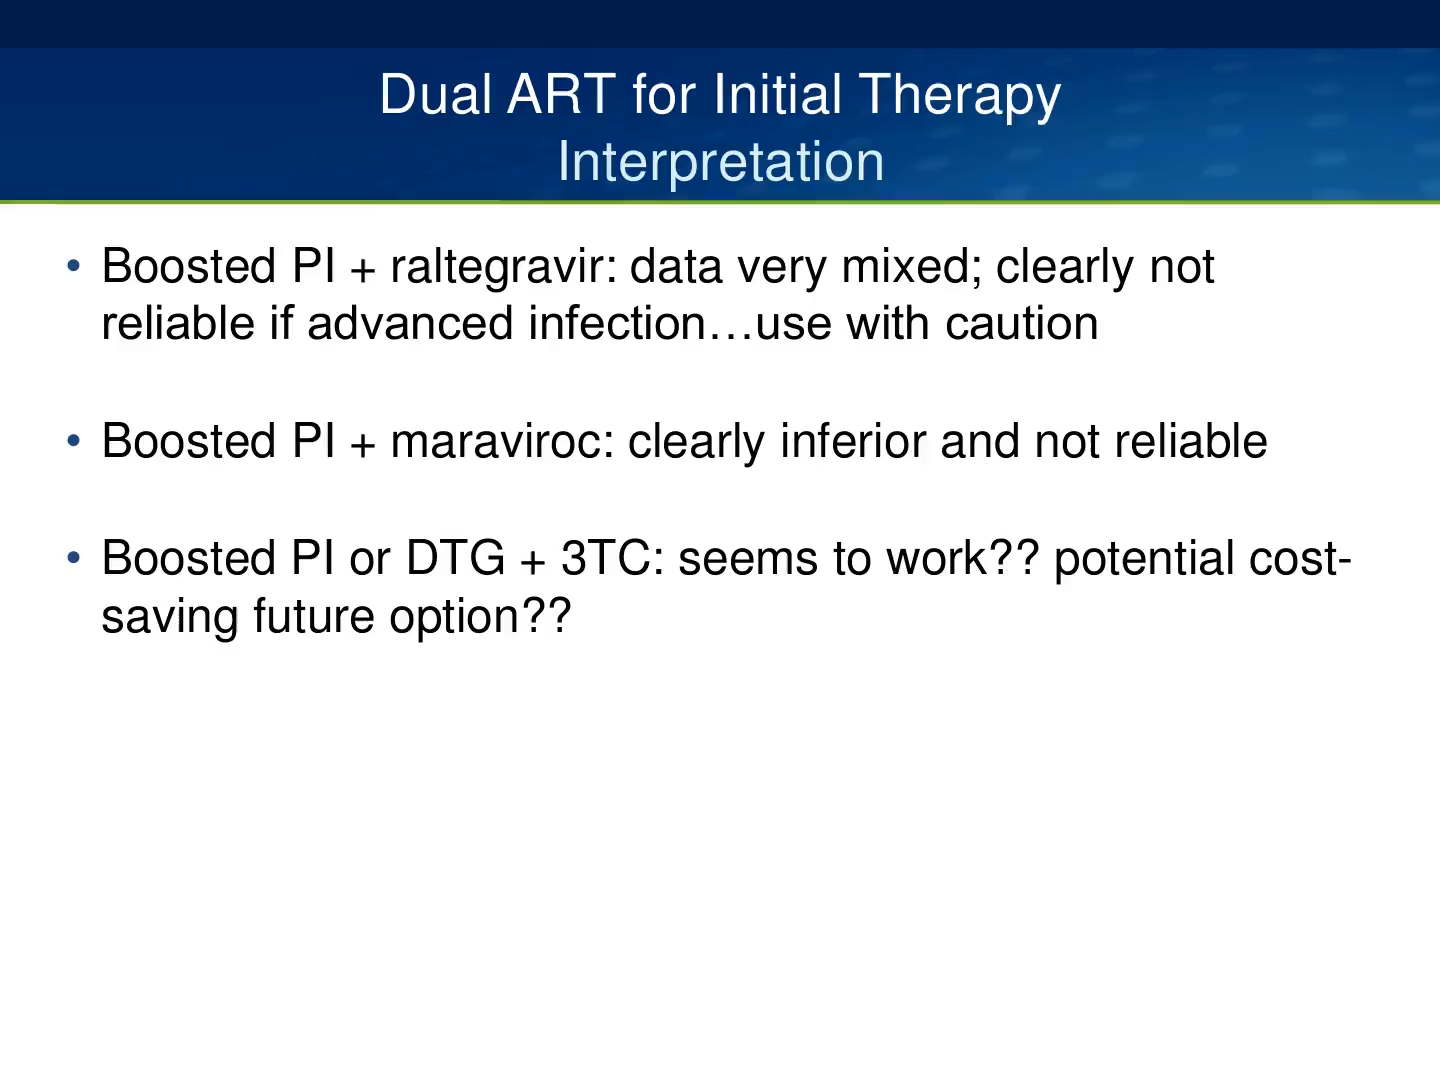 Dual ART for Initial Therapy
Interpretation
• Boosted PI + raltegravir: data very mixed; clearly not
reliable if advanced infection…use with caution
• Boosted PI + maraviroc: clearly inferior and not reliable
• Boosted PI or DTG + 3TC: seems to work?? potential cost-
saving future option??